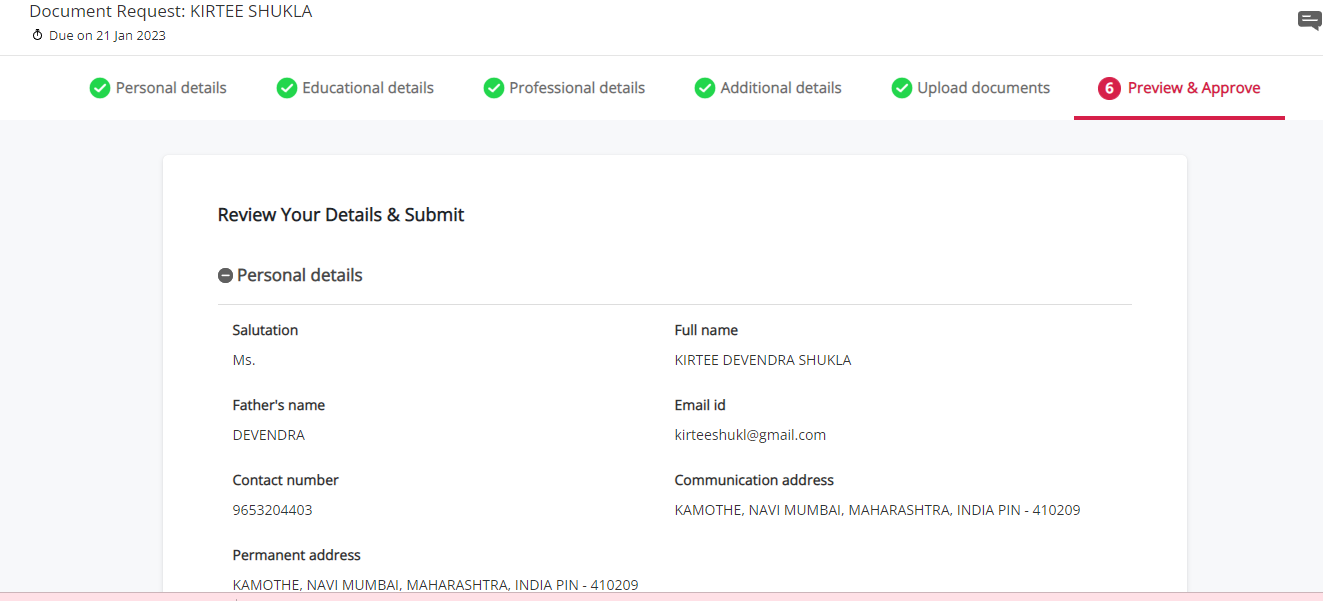 Document Request: KIRTEE SHUKLA
Due on 21 Jan 2023
Personal details
Educational details
Professional details
Additional details
Upload documents
6 Preview & Approve
Review Your Details & Submit
Personal details
Salutation
Full name
Ms.
KIRTEE DEVENDRA SHUKLA
Father's name
Email id
DEVENDRA
kirteeshukl@gmail.com
Contact number
Communication address
9653204403
KAMOTHE, NAVI MUMBAI, MAHARASHTRA, INDIA PIN - 410209
Permanent address
KAMOTHE, NAVI MUMBAI, MAHARASHTRA, INDIA PIN - 410209